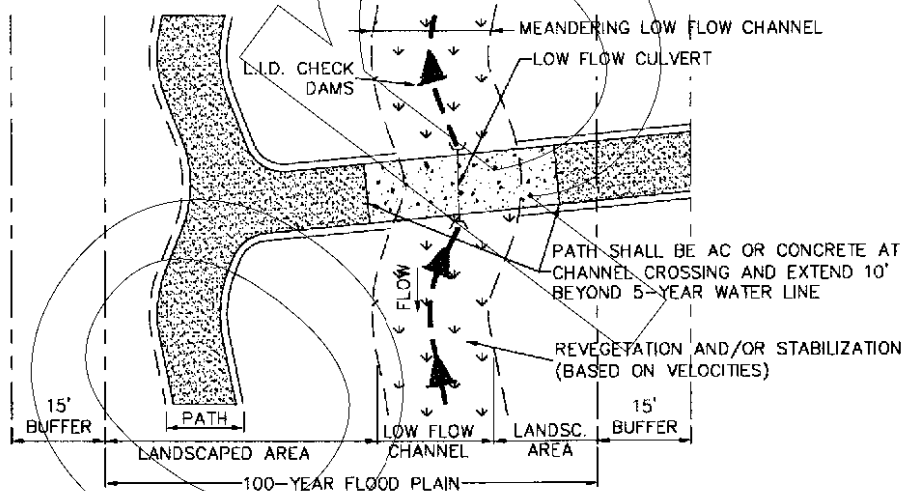 MEANDERING LOW FLOW CHANNEL
LOW FLOW CULVERT
L.I.D. CHECK
DAMS
PATH SHALL BE AC OR CONCRETE AT
CHANNEL CROSSING AND EXTEND 10'
BEYOND 5-YEAR WATER LINE
FLOW
REVEGETATION AND/OR STABILIZATION
(BASED ON VELOCITIES)
15'
BUFFER
PATH
LANDSCAPED AREA
LOW FLOW
CHANNEL
LANDSC.
AREA
15'
BUFFER
100-YEAR FLOOD PLAIN